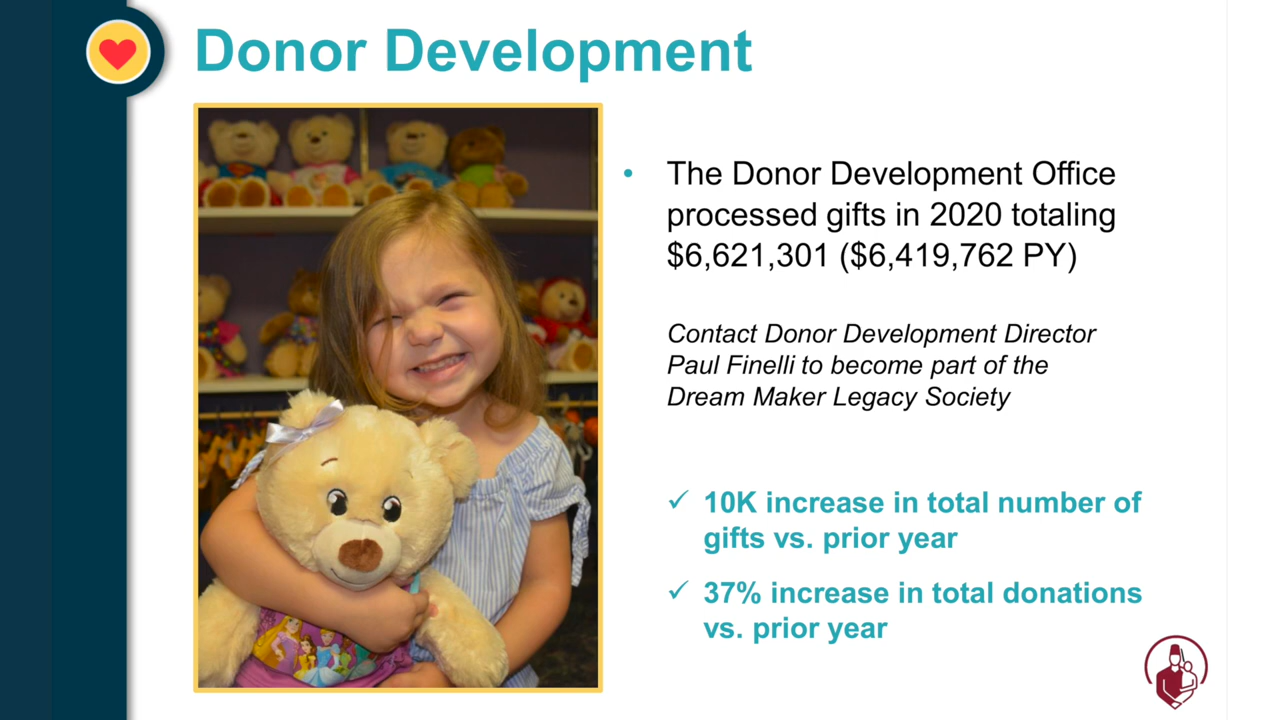 Donor Development
• The Donor Development Office
processed gifts in 2020 totaling
$6,621,301 ($6,419,762 PY)
Contact Donor Development Director
Paul Finelli to become part of the
Dream Maker Legacy Society
✓ 10K increase in total number of
gifts vs. prior year
✓ 37% increase in total donations
vs. prior year